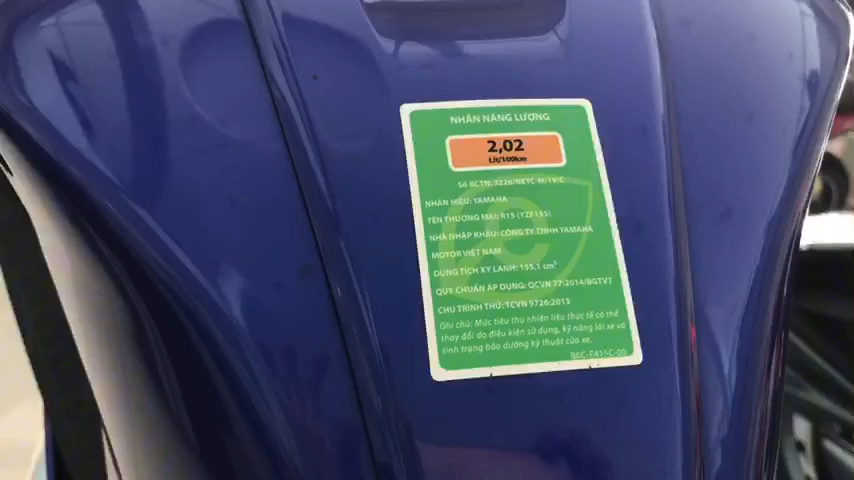 NHÃN NĂNG LƯỢNG
2,02
Lít/100km
SỐ BCTN: 3226/NETC-M/19/C
NHÃN HIỆU: YAMAHA
TÊN THƯƠNG MẠI: R15 (YZF155)
NHÀ NHẬP KHẨU: CÔNG TY TNHH YAMAHA
MOTOR VIỆT NAM
DUNG TÍCH XY LANH: 155.1 cm³
QUY CHUẨN ÁP DỤNG: QCVN 77:2014/BGTVT
CHU TRÌNH THỬ: TCVN 9726:2013
Ghi chú: Mức tiêu thụ nhiên liệu thực tế có thể
thay đổi do điều kiện sử dụng, kỹ năng lái xe và
tình trạng bảo dưỡng kỹ thuật của xe.